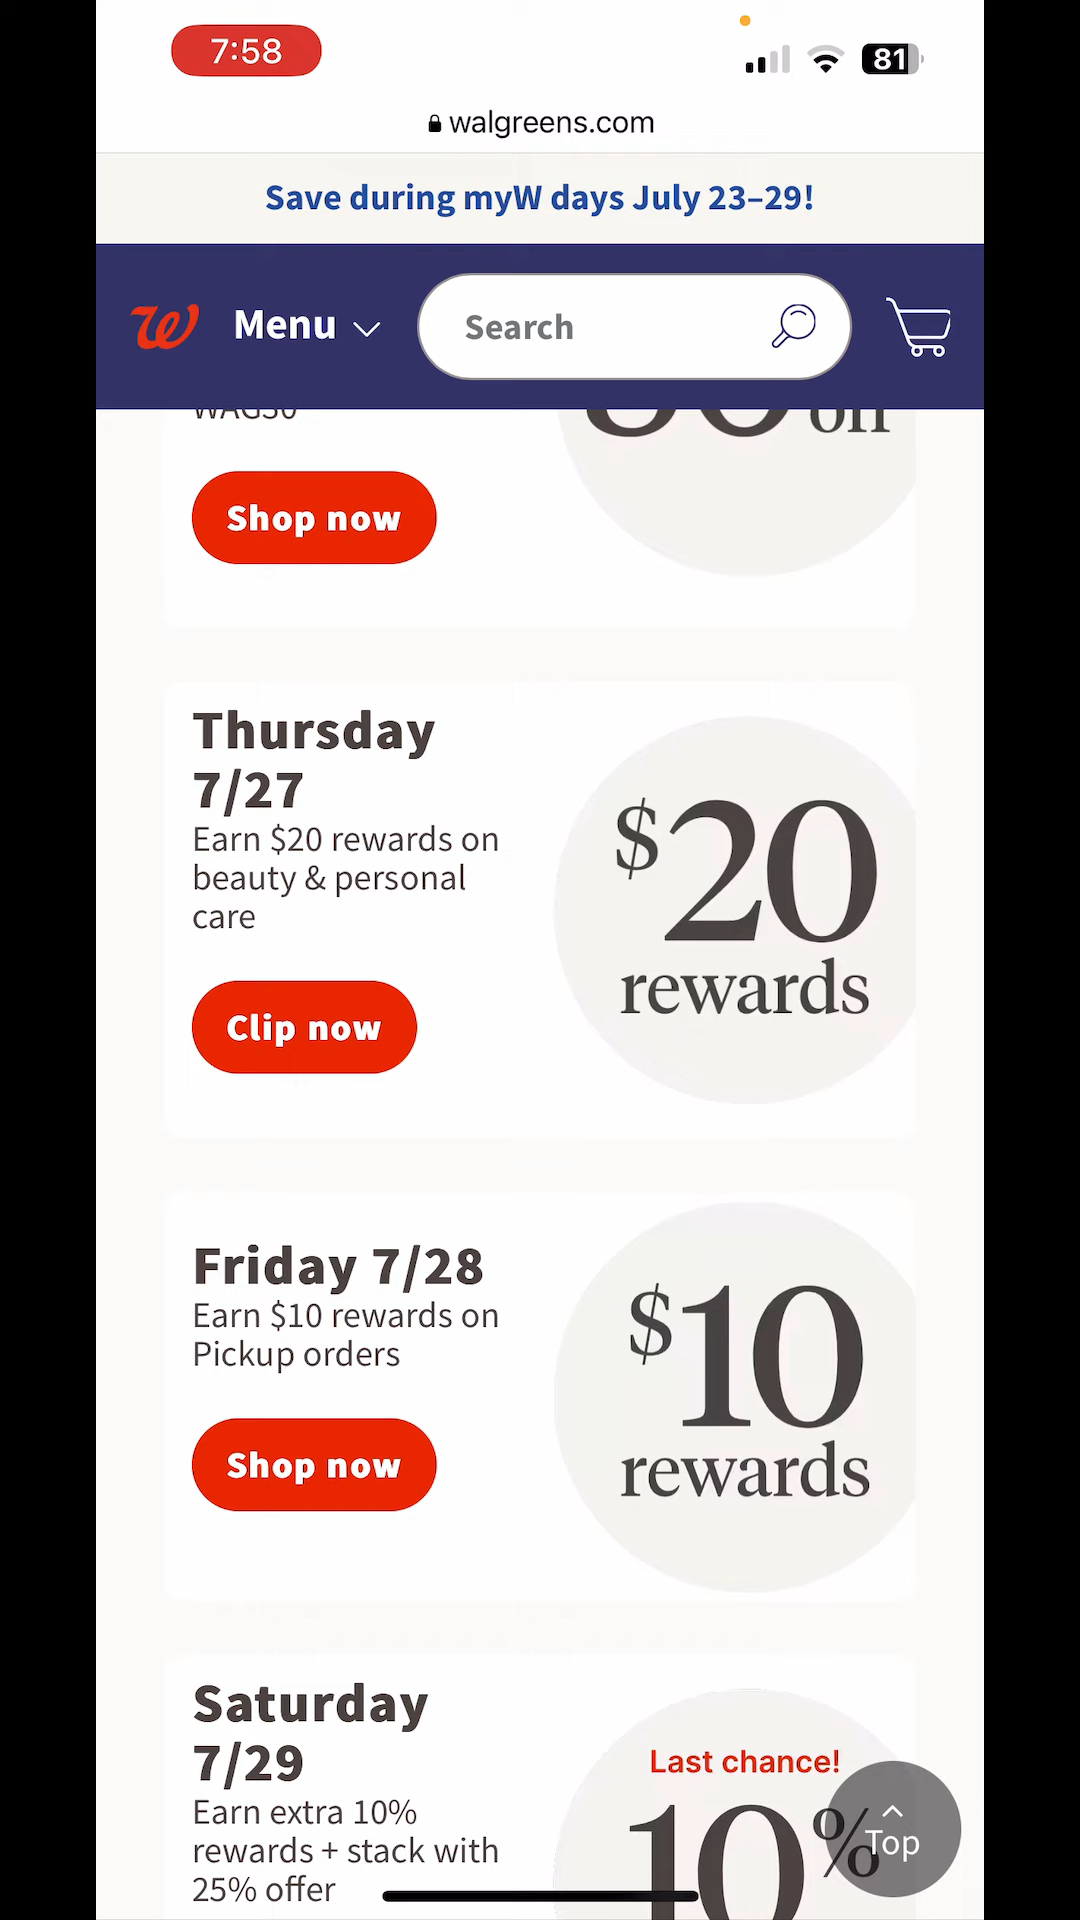 7:58
81
walgreens.com
Save during myW days July 23–29!
W Menu Search
off
Shop now
Thursday
7/27
Earn $20 rewards on
beauty & personal
care
Clip now
$20
rewards
Friday 7/28
Earn $10 rewards on
Pickup orders
Shop now
$10
rewards
Saturday
7/29
Earn extra 10%
rewards + stack with
25% offer
Last chance!
10%
Top